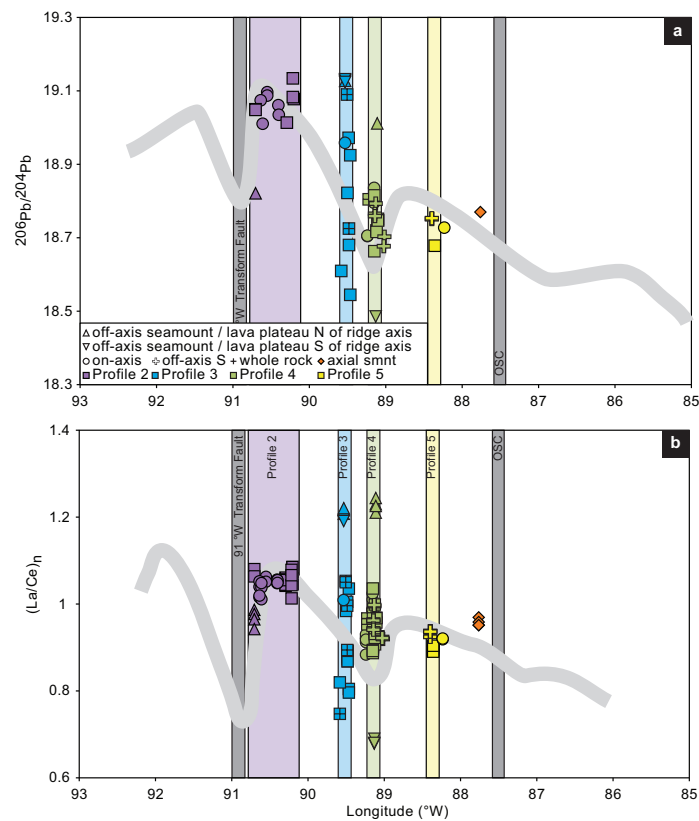 19.3
19.1
18.9
18.7
18.5
18.3
206Pb/204Pb
a
°W Transform Fault
OSC
off-axis seamount / lava plateau N of ridge axis
off-axis seamount / lava plateau S of ridge axis
on-axis off-axis S + whole rock axial smnt
Profile 2 Profile 3 Profile 4 Profile 5
93 92 91 90 89 88 87 86 85
1.4
1.2
1
0.8
0.6
(La/Ce)n
b
91 °W Transform Fault
Profile 2
Profile 3
Profile 4
Profile 5
OSC
93 92 91 90 89 88 87 86 85
Longitude (°W)